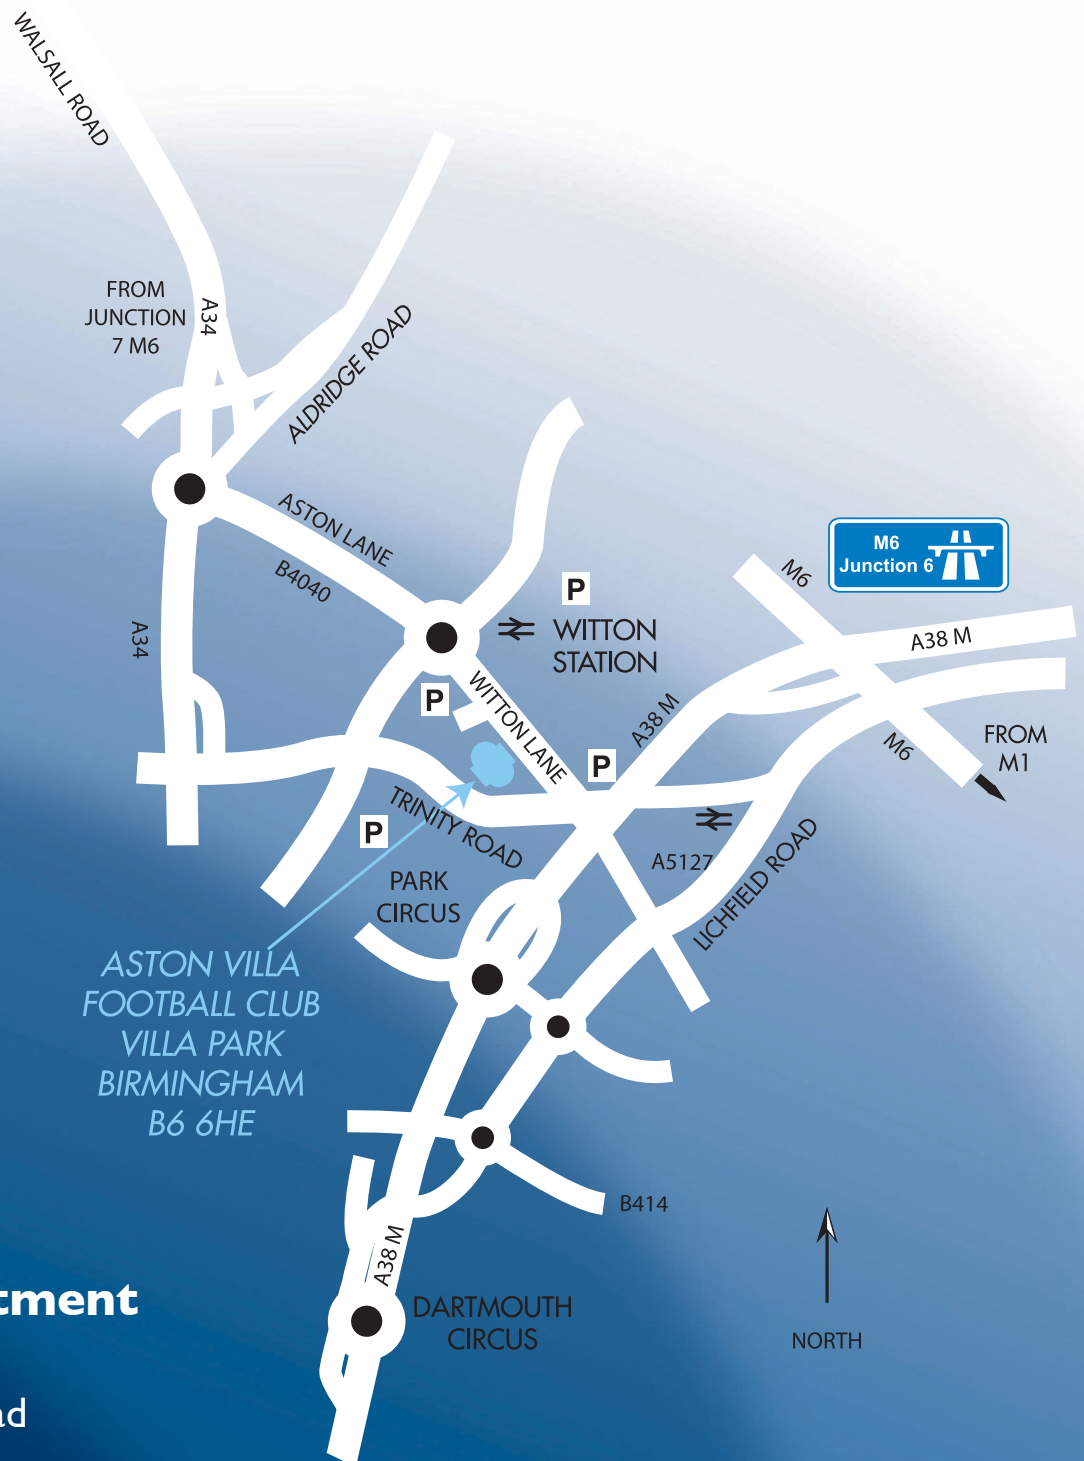 WALSALL ROAD
FROM
JUNCTION
7 M6
A34
ALDRIDGE ROAD
ASTON LANE
B4040
A34
M6
Junction 6
M6
P
WITTON
STATION
A38 M
P
WITTON LANE
A38 M
M6
FROM
M1
P
TRINITY ROAD
P
A5127
LICHFIELD ROAD
PARK
CIRCUS
ASTON VILLA
FOOTBALL CLUB
VILLA PARK
BIRMINGHAM
B6 6HE
B414
A38 M
DARTMOUTH
CIRCUS
NORTH
tment
ad